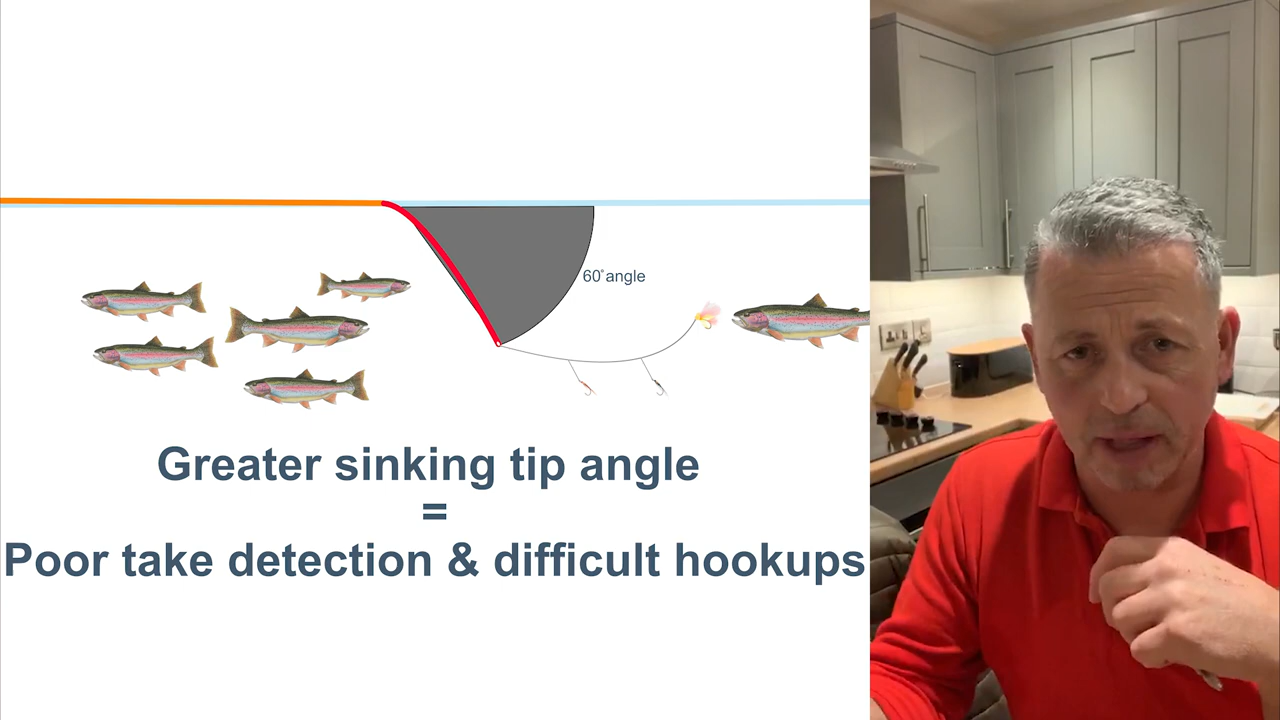 60° angle
Greater sinking tip angle
=
Poor take detection & difficult hookups